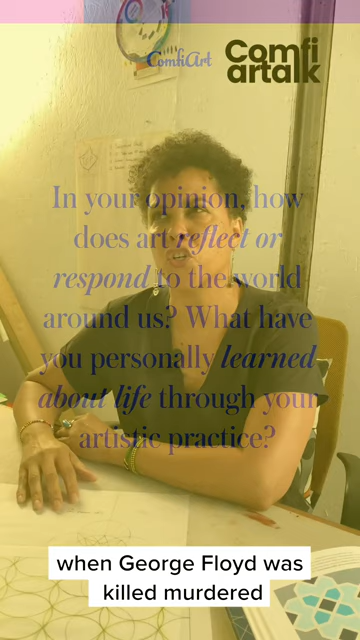 ComfiArt
Comfi
artalk
In your opinion, how
does art reflect or
respond to the world
around us? What have
you personally learned
about life through your
artistic practice?
when George Floyd was
killed murdered